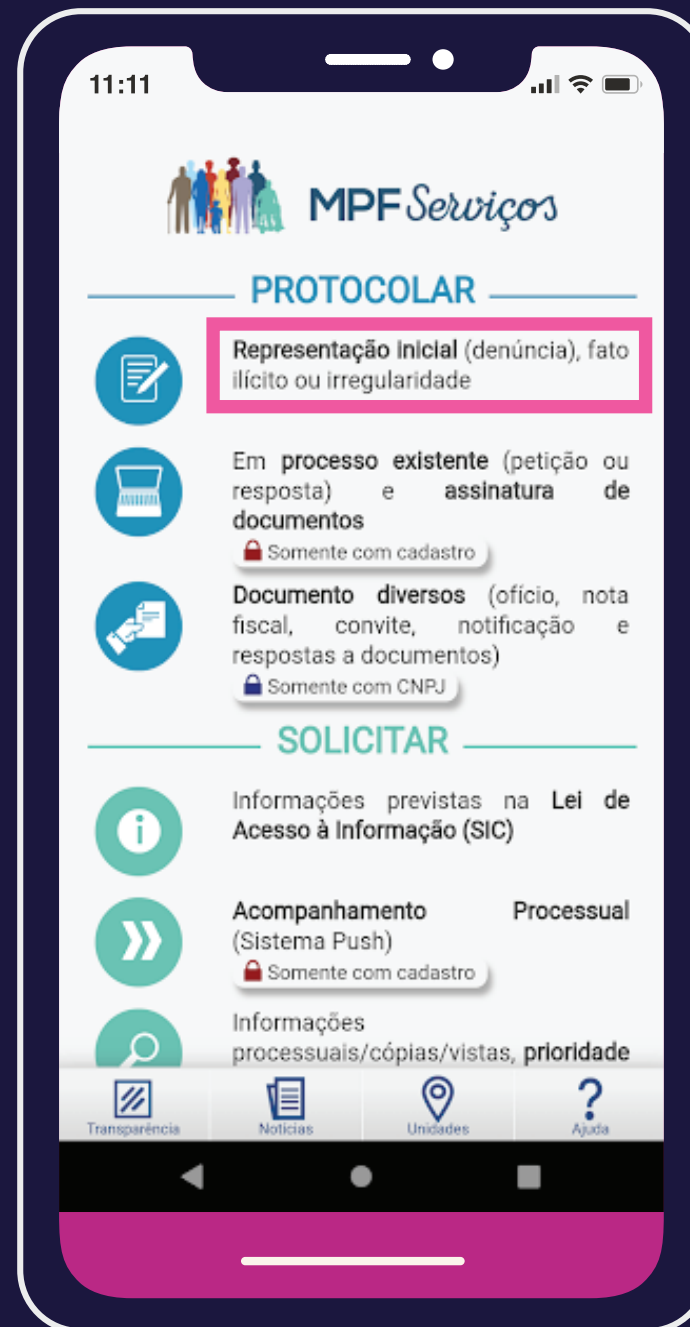 11:11
MPF Serviços
PROTOCOLAR
Representação inicial (denúncia), fato
ilícito ou irregularidade
Em processo existente (petição ou
resposta) e assinatura de
documentos
Somente com cadastro
Documento diversos (ofício, nota
fiscal, convite, notificação e
respostas a documentos)
Somente com CNPJ
SOLICITAR
Informações previstas na Lei de
Acesso à Informação (SIC)
Acompanhamento Processual
(Sistema Push)
Somente com cadastro
Informações
processuais/cópias/vistas, prioridade
Transparência Notícias Unidades Ajuda